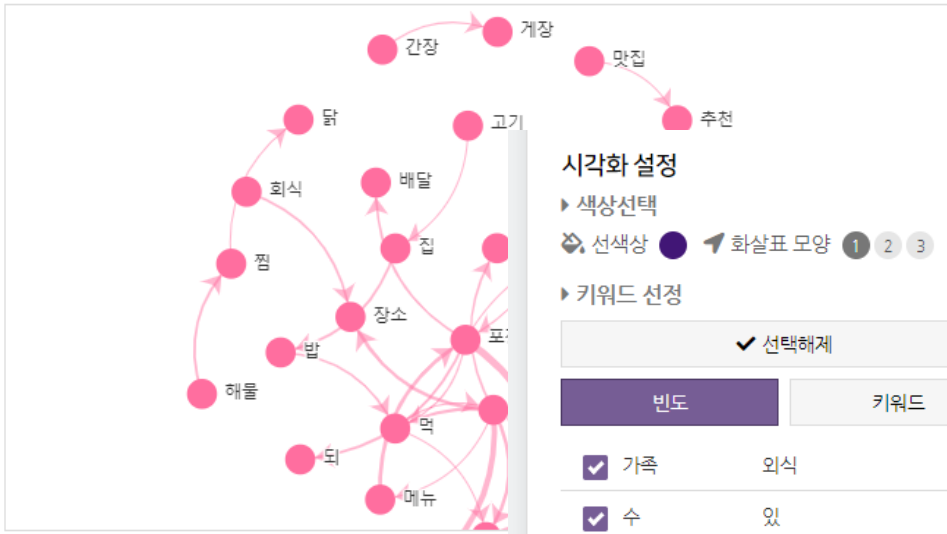 게장
간장
맛집
닭
고기
추천
배달
회식
집
찜
장소
밥
해물
먹
되
메뉴
시각화 설정
색상선택
선색상 화살표 모양 1 2 3
키워드 선정
선택해제
빈도 키워드
가족 외식
수 있